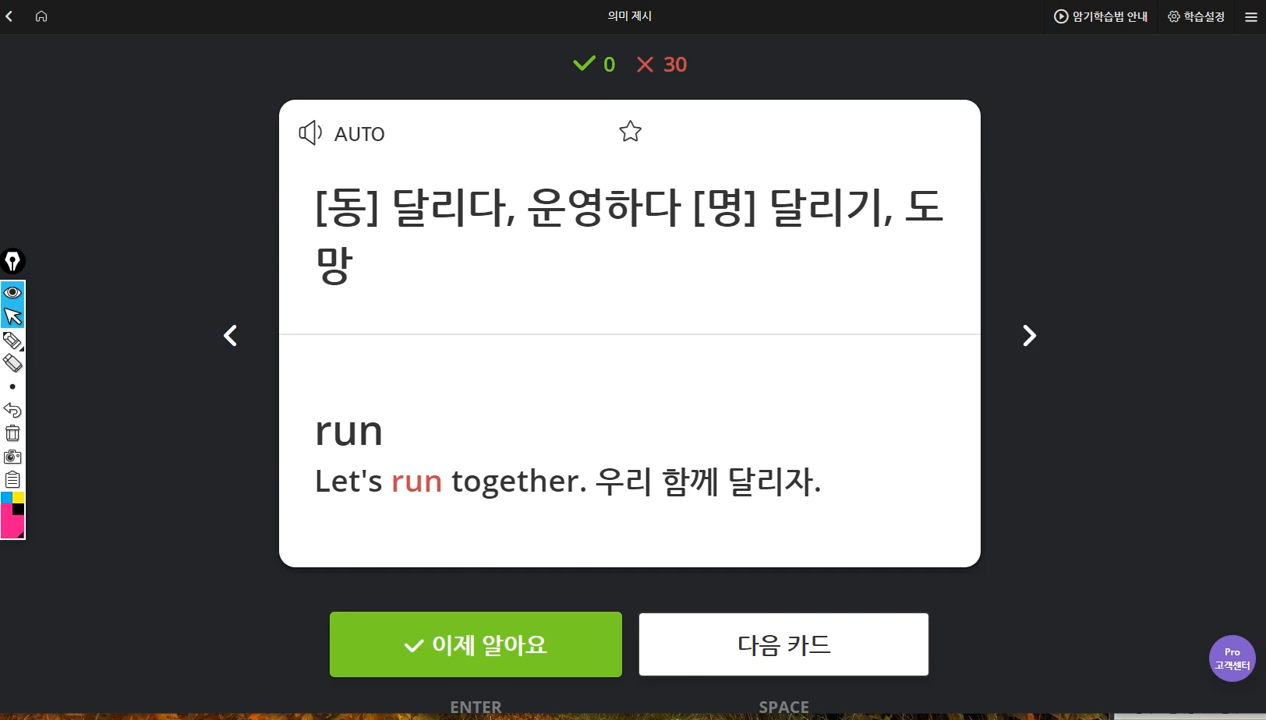 의미 제시
암기학습법 안내
학습설정
0 30
AUTO
[동] 달리다, 운영하다 [명] 달리기, 도
망
run
Let's run together. 우리 함께 달리자.
이제 알아요
다음 카드
Pro
고객센터
ENTER
SPACE